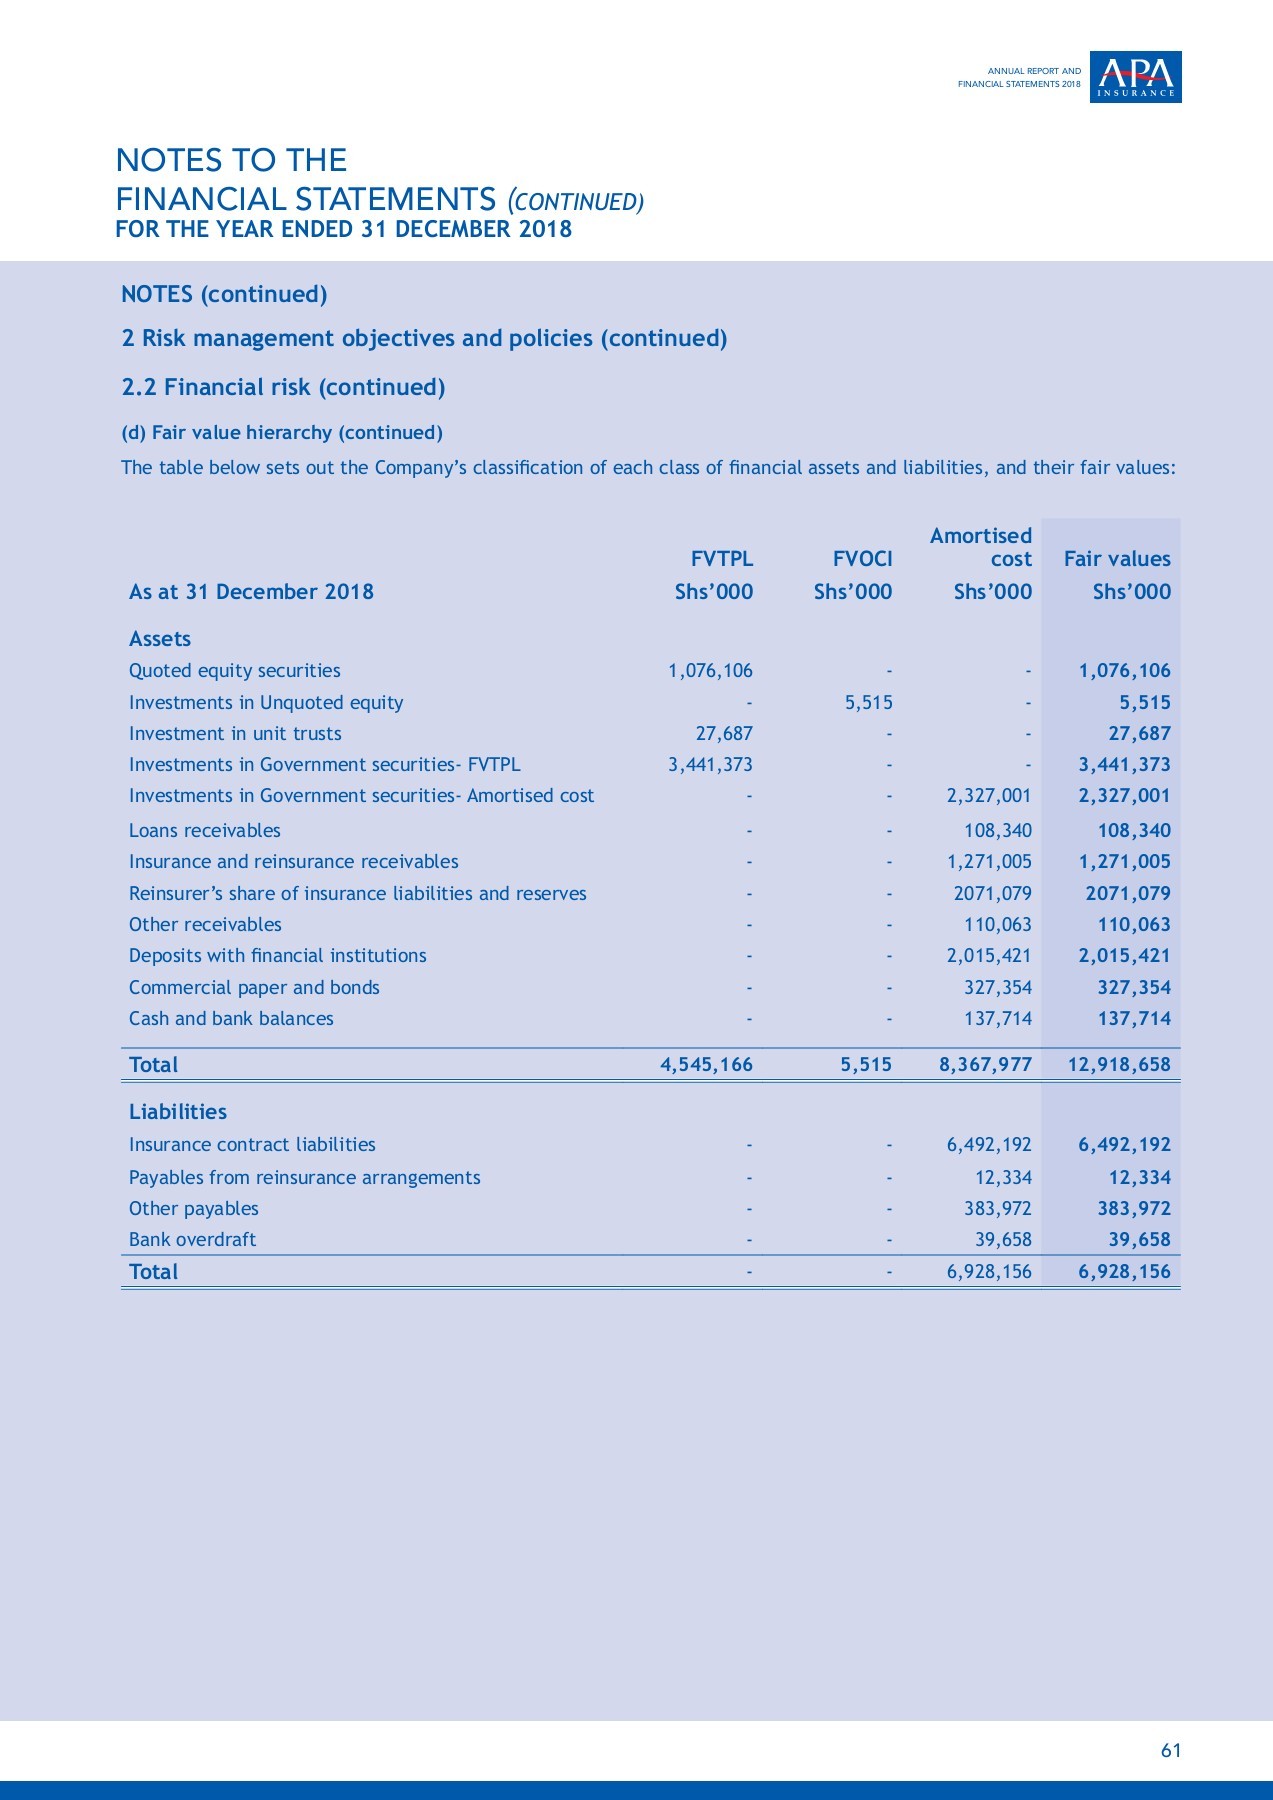 ANNUAL REPORT AND
FINANCIAL STATEMENTS 2018
APA
INSURANCE
NOTES TO THE
FINANCIAL STATEMENTS (CONTINUED)
FOR THE YEAR ENDED 31 DECEMBER 2018
NOTES (continued)
2 Risk management objectives and policies (continued)
2.2 Financial risk (continued)
(d) Fair value hierarchy (continued)
The table below sets out the Company’s classification of each class of financial assets and liabilities, and their fair values:
FVTPL FVOCI Amortised cost Fair values
As at 31 December 2018 Shs’000 Shs’000 Shs’000 Shs’000
Assets
Quoted equity securities 1,076,106 - - 1,076,106
Investments in Unquoted equity - 5,515 - 5,515
Investment in unit trusts 27,687 - - 27,687
Investments in Government securities- FVTPL 3,441,373 - - 3,441,373
Investments in Government securities- Amortised cost - - 2,327,001 2,327,001
Loans receivables - - 108,340 108,340
Insurance and reinsurance receivables - - 1,271,005 1,271,005
Reinsurer’s share of insurance liabilities and reserves - - 2071,079 2071,079
Other receivables - - 110,063 110,063
Deposits with financial institutions - - 2,015,421 2,015,421
Commercial paper and bonds - - 327,354 327,354
Cash and bank balances - - 137,714 137,714
Total 4,545,166 5,515 8,367,977 12,918,658
Liabilities
Insurance contract liabilities - - 6,492,192 6,492,192
Payables from reinsurance arrangements - - 12,334 12,334
Other payables - - 383,972 383,972
Bank overdraft - - 39,658 39,658
Total - - 6,928,156 6,928,156
61